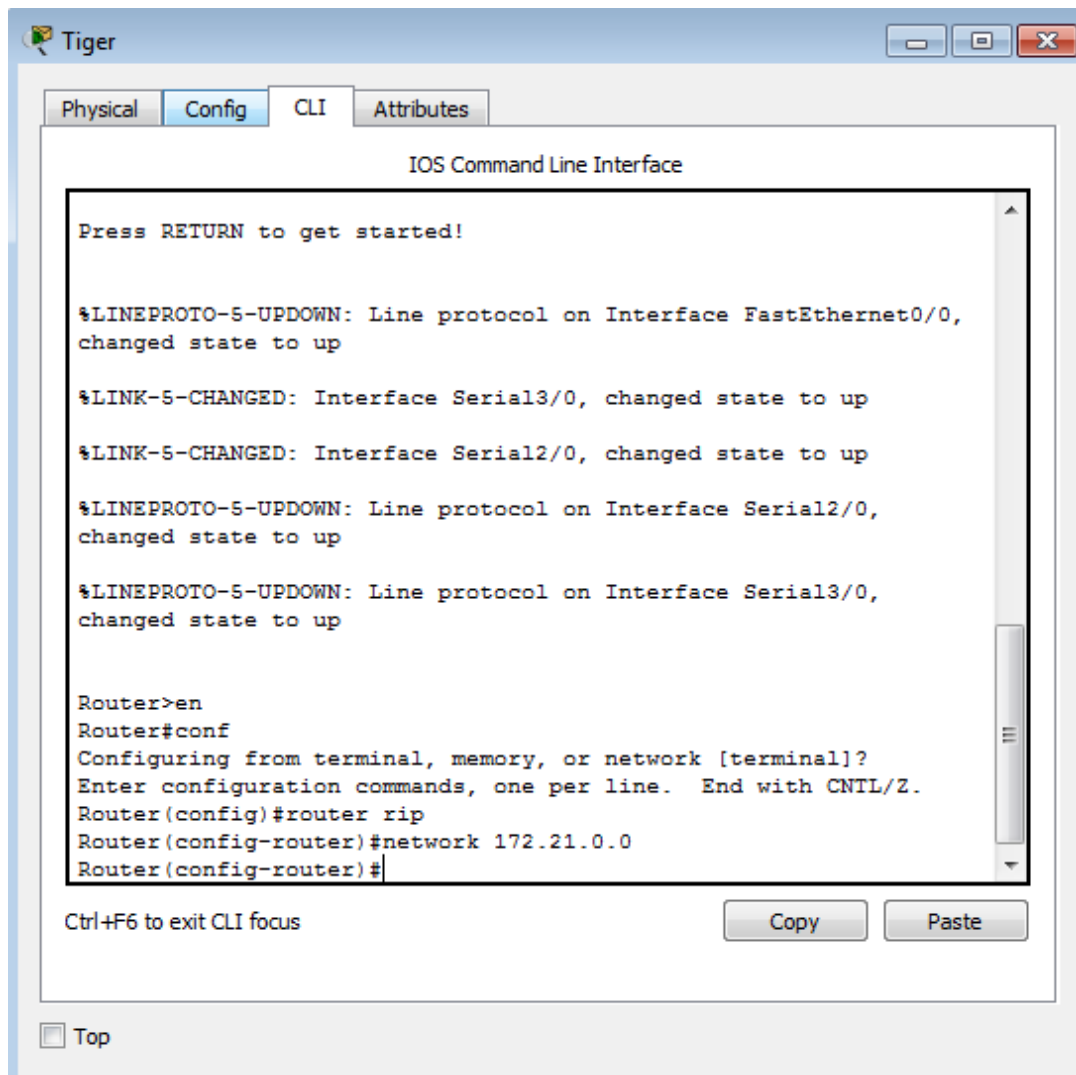 Tiger
Physical
Config
CLI
Attributes
IOS Command Line Interface
Press RETURN to get started!
%LINEPROTO-5-UPDOWN: Line protocol on Interface FastEthernet0/0,
changed state to up
%LINK-5-CHANGED: Interface Serial3/0, changed state to up
%LINK-5-CHANGED: Interface Serial2/0, changed state to up
%LINEPROTO-5-UPDOWN: Line protocol on Interface Serial2/0,
changed state to up
%LINEPROTO-5-UPDOWN: Line protocol on Interface Serial3/0,
changed state to up
Router>en
Router#conf
Configuring from terminal, memory, or network [terminal]?
Enter configuration commands, one per line.  End with CNTL/Z.
Router(config)#router rip
Router(config-router)#network 172.21.0.0
Router(config-router)#
Ctrl+F6 to exit CLI focus
Copy
Paste
Top